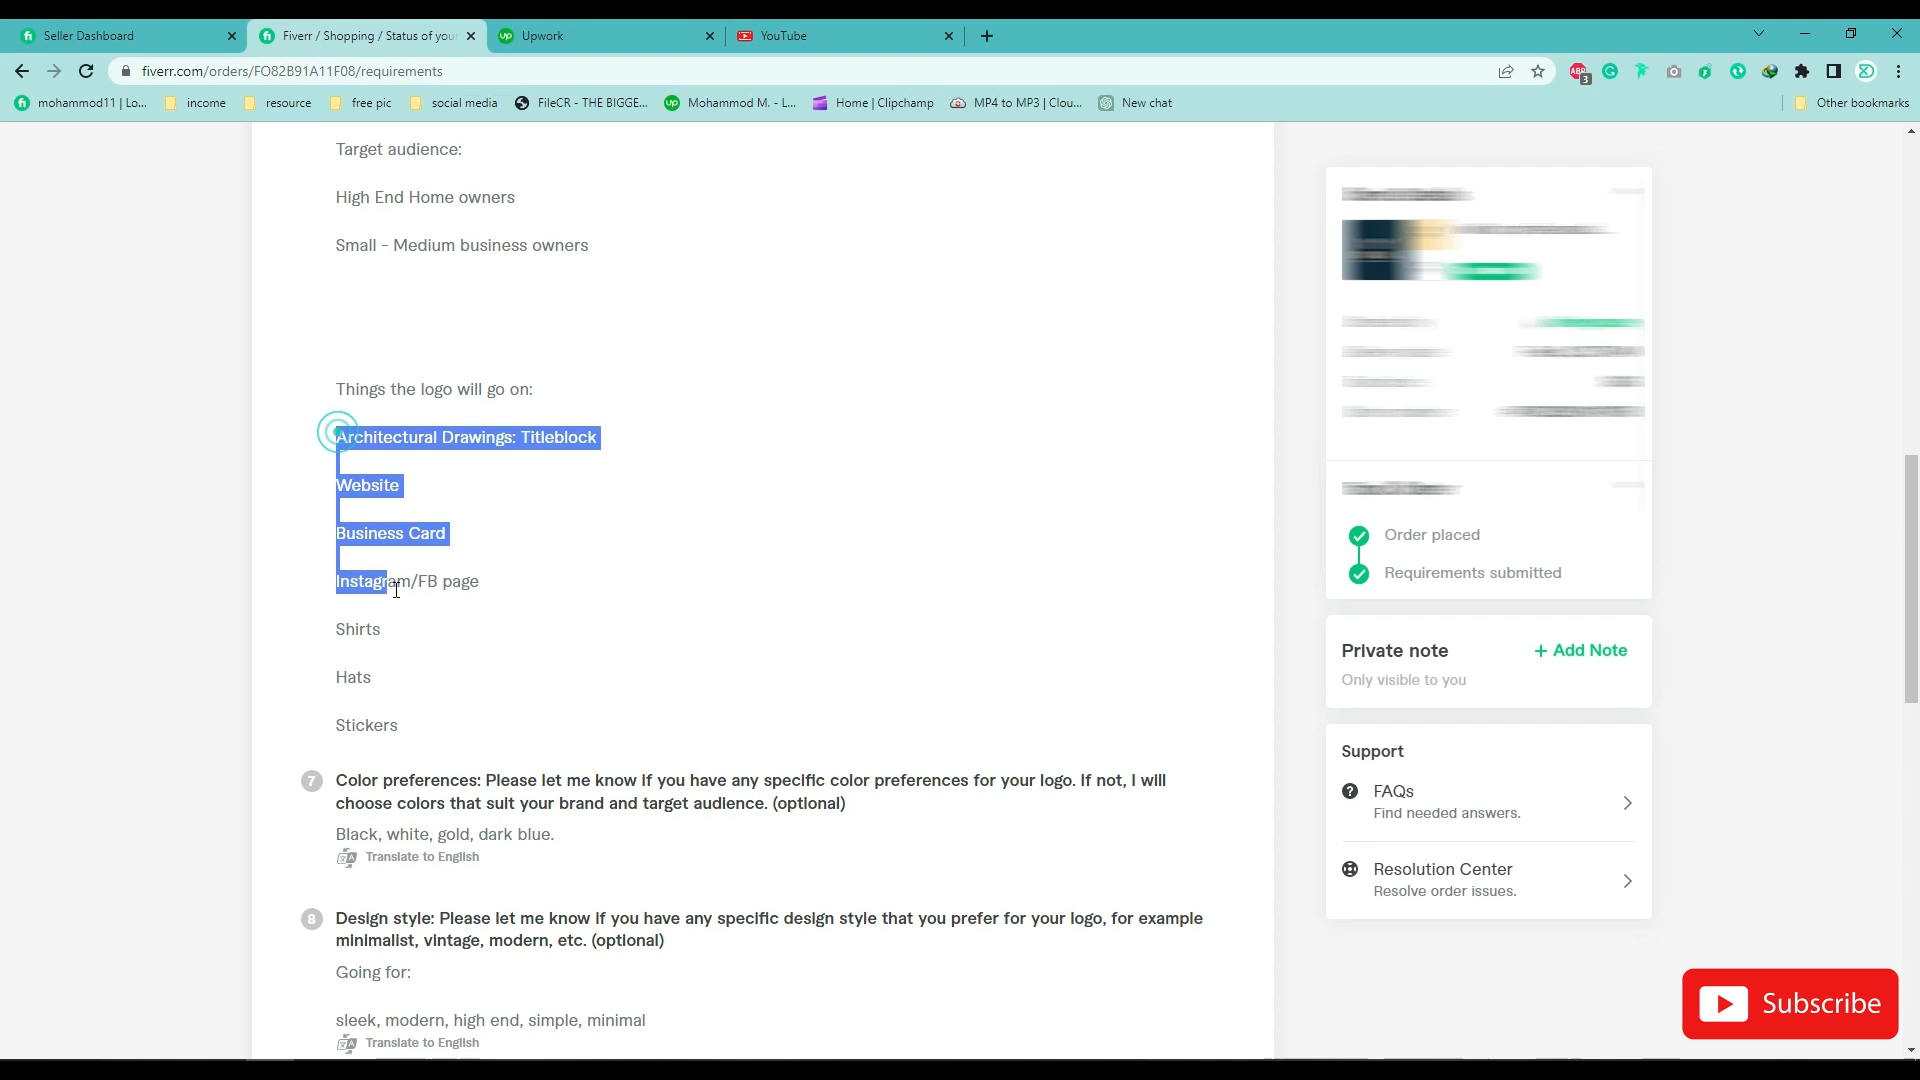 Seller Dashboard
Fiverr / Shopping / Status of your
Upwork
YouTube
fiverr.com/orders/FO82B91A11F08/requirements
3
mohammod11 | Lo...
income
resource
free pic
social media
FileCR - THE BIGGE...
Mohammod M. - L...
Home | Clipchamp
MP4 to MP3 | Clou...
New chat
Other bookmarks
Target audience:
High End Home owners
Small - Medium business owners
Things the logo will go on:
Architectural Drawings: Titleblock
Website
Business Card
Instagram/FB page
Shirts
Hats
Stickers
7
Color preferences: Please let me know if you have any specific color preferences for your logo. If not, I will
choose colors that suit your brand and target audience. (optional)
Black, white, gold, dark blue.
Translate to English
8
Design style: Please let me know if you have any specific design style that you prefer for your logo, for example
minimalist, vintage, modern, etc. (optional)
Going for:
sleek, modern, high end, simple, minimal
Translate to English
Order placed
Requirements submitted
Private note
+ Add Note
Only visible to you
Support
FAQs
Find needed answers.
Resolution Center
Resolve order issues.
Subscribe